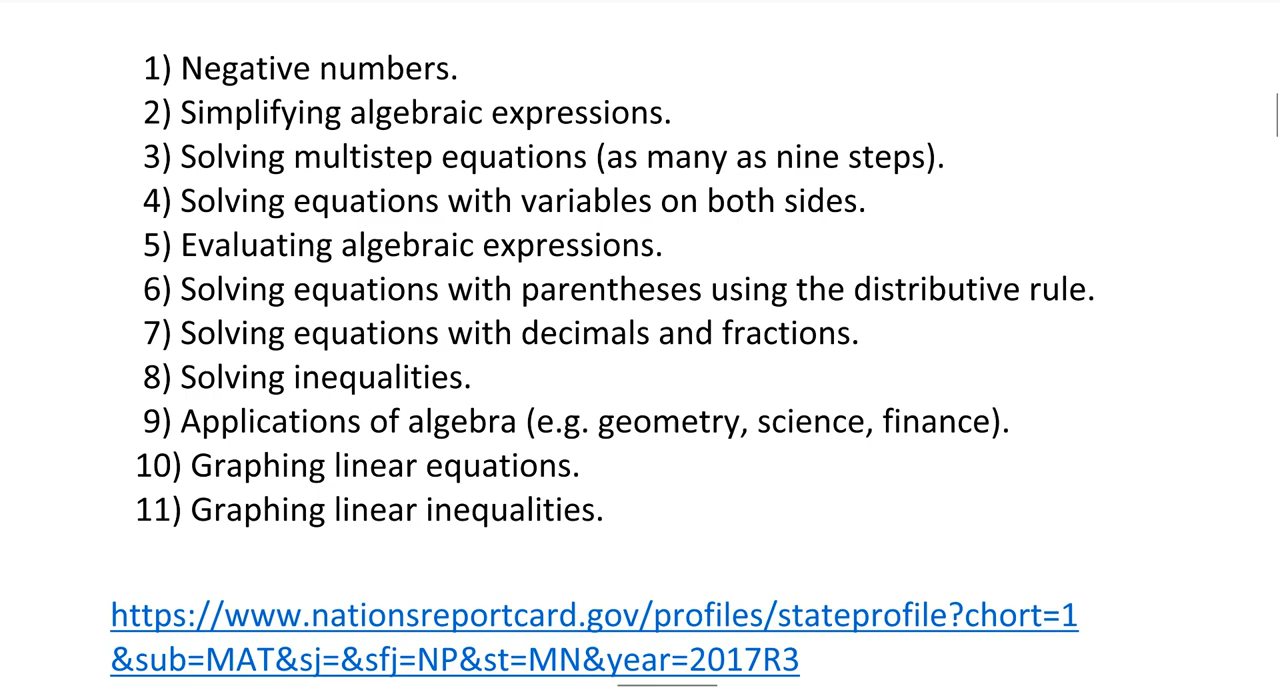 1) Negative numbers.
2) Simplifying algebraic expressions.
3) Solving multistep equations (as many as nine steps).
4) Solving equations with variables on both sides.
5) Evaluating algebraic expressions.
6) Solving equations with parentheses using the distributive rule.
7) Solving equations with decimals and fractions.
8) Solving inequalities.
9) Applications of algebra (e.g. geometry, science, finance).
10) Graphing linear equations.
11) Graphing linear inequalities.
https://www.nationsreportcard.gov/profiles/stateprofile?chort=1
&sub=MAT&sj=&sfj=NP&st=MN&year=2017R3